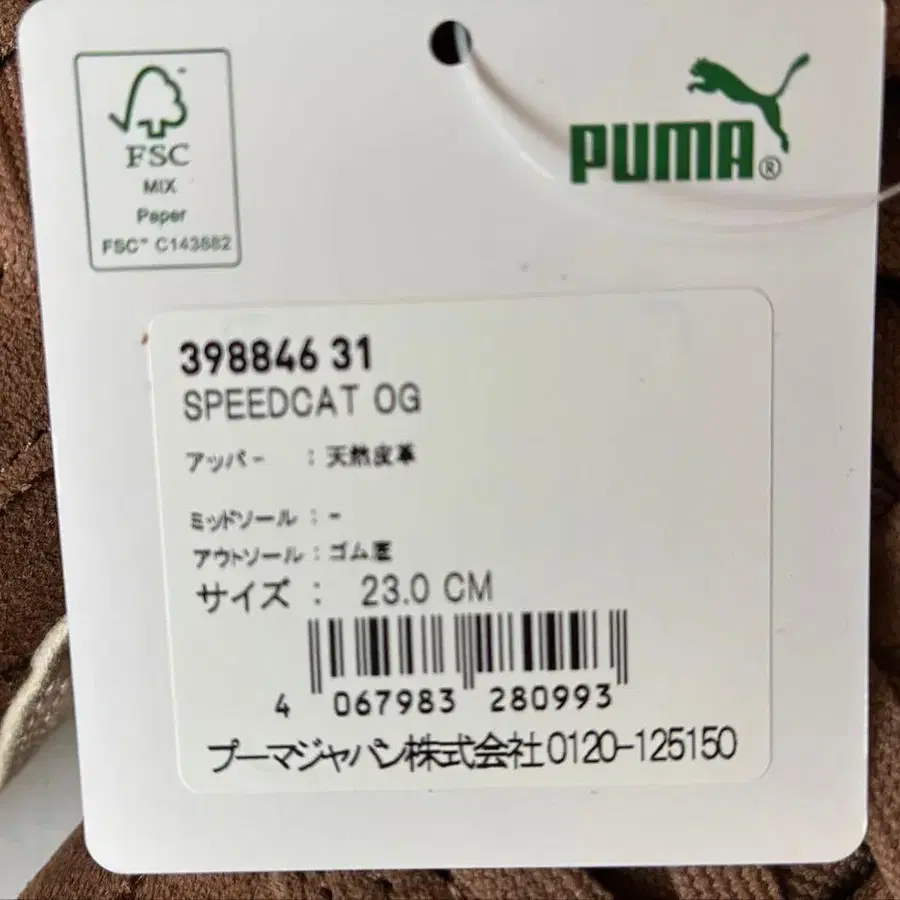 FSC
MIX
Paper
FSC™ C143882
PUMA®
398846 31
SPEEDCAT OG
アッパー : 天然皮革
ミッドソール : -
アウトソール : ゴム底
サイズ : 23.0 CM
4 067983 280993
プーマジャパン株式会社0120-125150